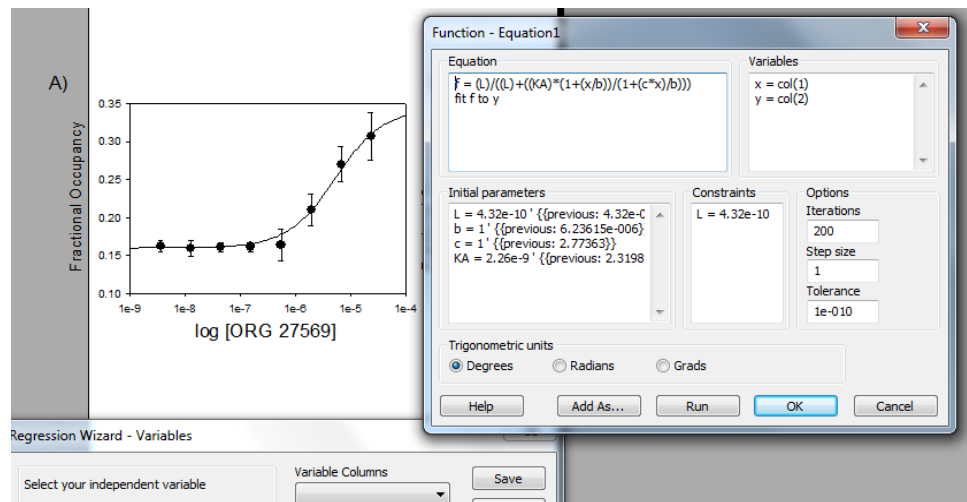 Function - Equation1
Equation
f = (L)/((L)+((KA)*(1+(x/b))/(1+(c*x)/b)))
fit f to y
Variables
x = col(1)
y = col(2)
Initial parameters
L = 4.32e-10 ' {{previous: 4.32e-
b = 1 ' {{previous: 6.23615e-006}
c = 1 ' {{previous: 2.77363}}
KA = 2.26e-9 ' {{previous: 2.3198
Constraints
L = 4.32e-10
Options
Iterations
200
Step size
1
Tolerance
1e-010
Trigonometric units
Degrees Radians Grads
Help Add As... Run OK Cancel
A)
Fractional Occupancy
0.35
0.30
0.25
0.20
0.15
0.10
1e-9 1e-8 1e-7 1e-6 1e-5 1e-4
log [ORG 27569]
Regression Wizard - Variables
Select your independent variable
Variable Columns
Save